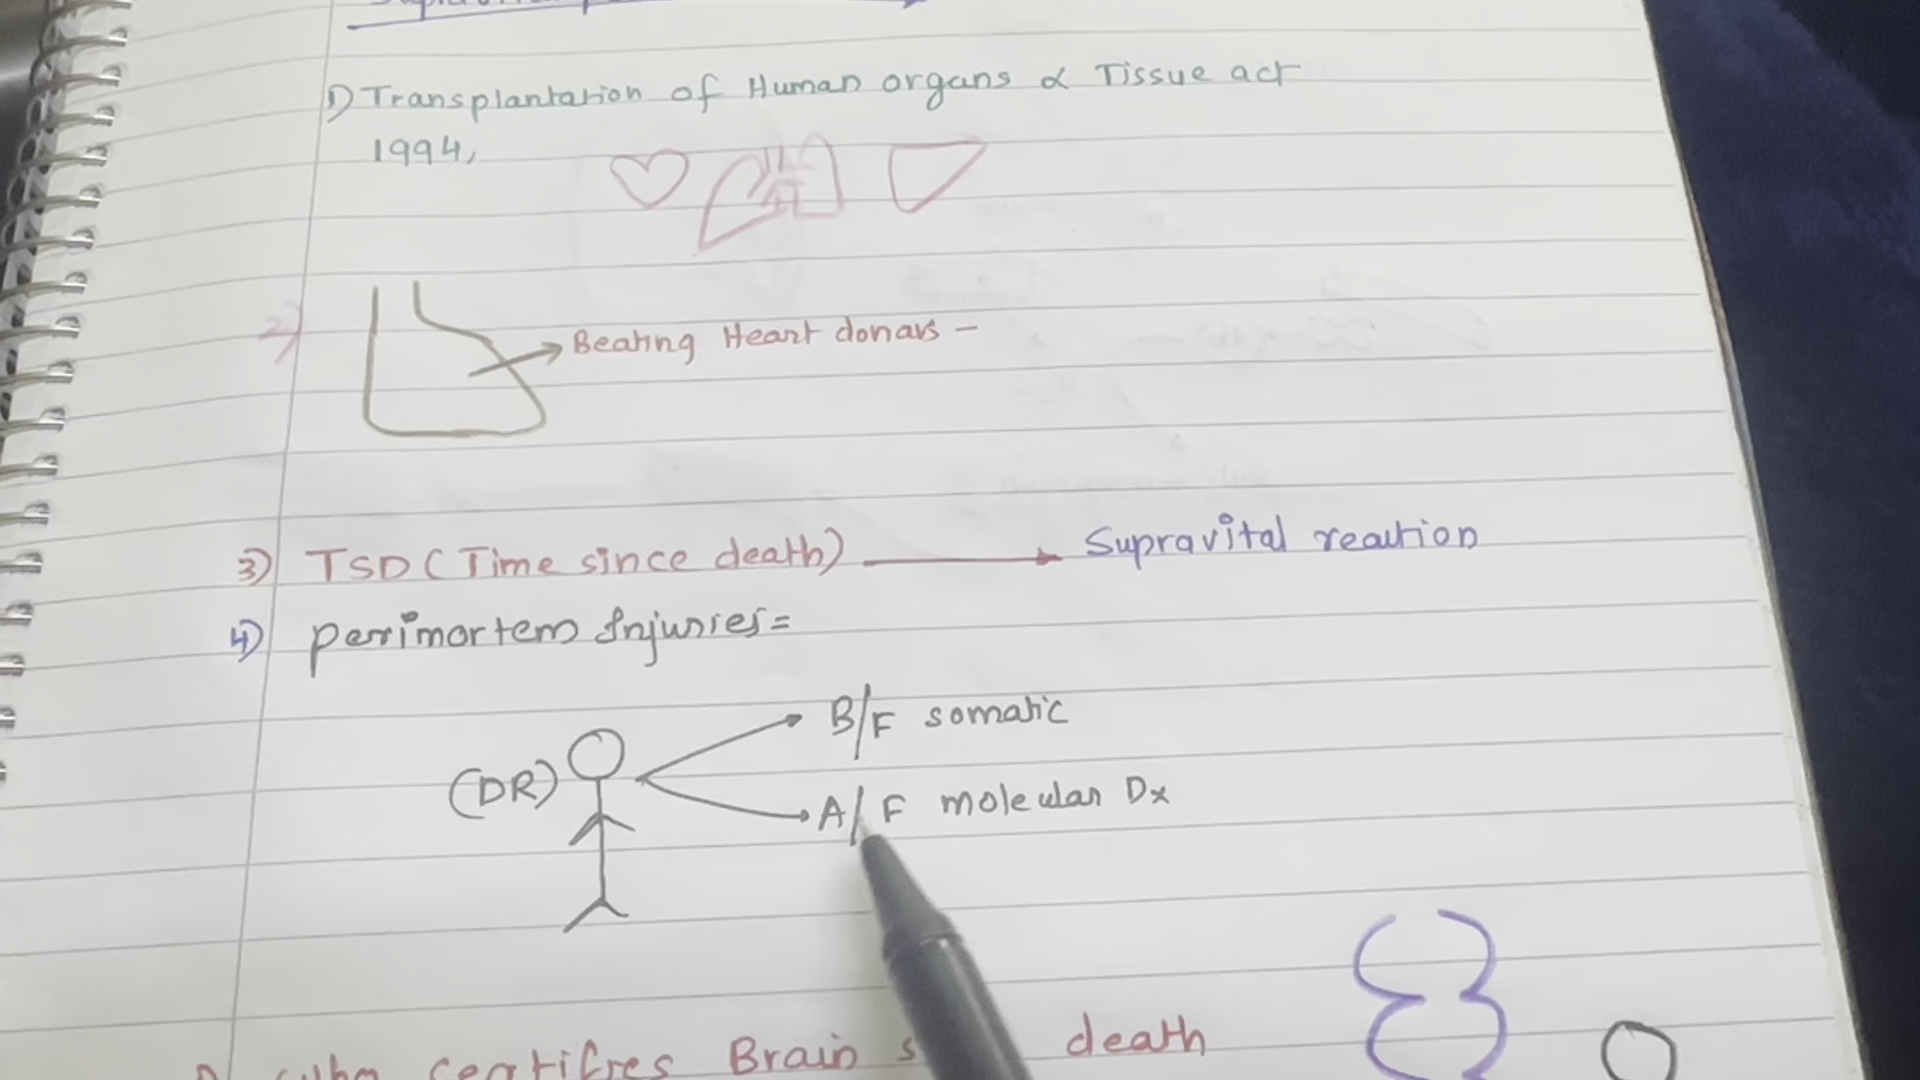 1) Transplantation of Human organs & Tissue act
1994,
2)
Beating Heart donars -
3) TSD (Time since death) → Supravital reaction
4) perimortem Injuries =
(DR)
B/F somatic
A/F molecular Dx
who certifies Brain death